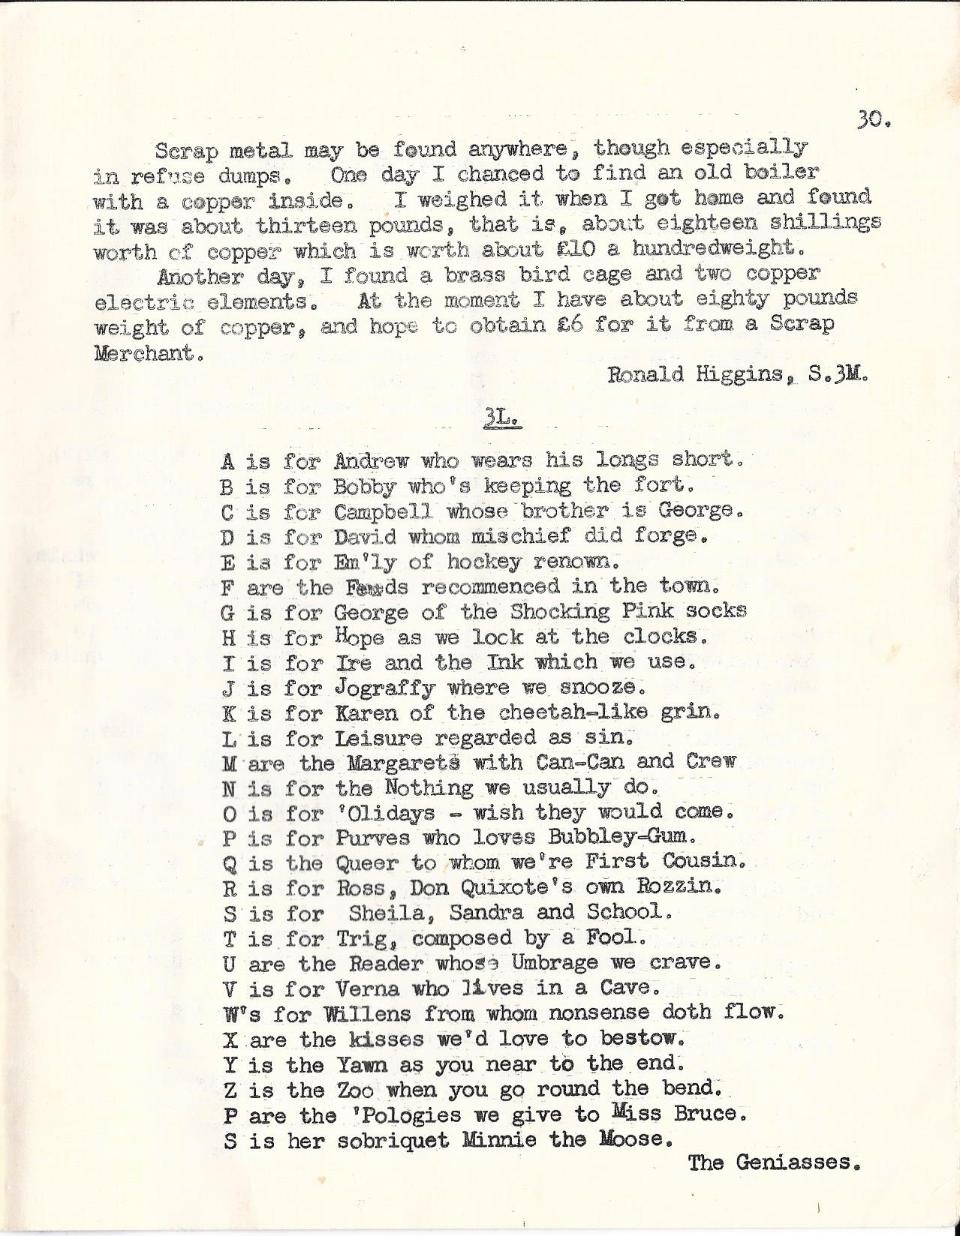 30.
Scrap metal may be found anywhere, though especially
in refuse dumps. One day I chanced to find an old boiler
with a copper inside. I weighed it when I got home and found
it was about thirteen pounds, that is, about eighteen shillings
worth of copper which is worth about £10 a hundredweight.
Another day, I found a brass bird cage and two copper
electric elements. At the moment I have about eighty pounds
weight of copper, and hope to obtain £6 for it from a Scrap
Merchant.
Ronald Higgins, S.3M.
3L.
A is for Andrew who wears his longs short.
B is for Bobby who's keeping the fort.
C is for Campbell whose brother is George.
D is for David whom mischief did forge.
E is for Em'ly of hockey renown.
F are the recommenced in the town.
G is for George of the Shocking Pink socks
H is for Hope as we look at the clocks.
I is for Ire and the Ink which we use.
J is for Jograffy where we snooze.
K is for Karen of the cheetah-like grin.
L is for Leisure regarded as sin.
M are the Margarets with Can-Can and Crew
N is for the Nothing we usually do.
O is for 'Olidays - wish they would come.
P is for Purves who loves Bubbley-Gum.
Q is the Queer to whom we're First Cousin.
R is for Ross, Don Quixote's own Rozzin.
S is for Sheila, Sandra and School.
T is for Trig, composed by a Fool.
U are the Reader whose Umbrage we crave.
V is for Verna who lives in a Cave.
W's for Willens from whom nonsense doth flow.
X are the kisses we'd love to bestow.
Y is the Yawn as you near to the end.
Z is the Zoo when you go round the bend.
P are the 'Pologies we give to Miss Bruce.
S is her sobriquet Minnie the Moose.
The Geniasses.